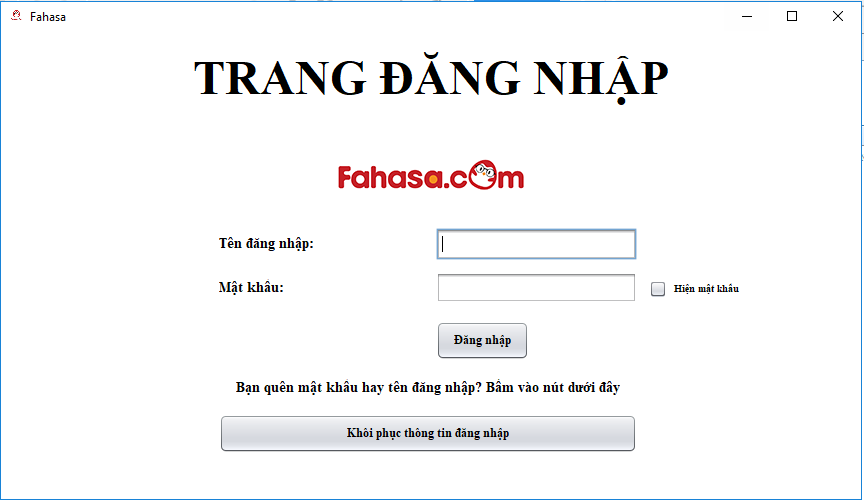 Fahasa
TRANG ĐĂNG NHẬP
Fahasa.com
Tên đăng nhập:
Mật khẩu:
Hiện mật khẩu
Đăng nhập
Bạn quên mật khẩu hay tên đăng nhập? Bấm vào nút dưới đây
Khôi phục thông tin đăng nhập